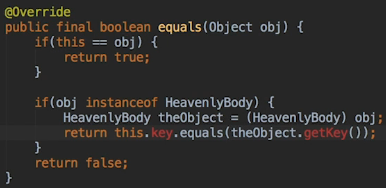 @Override
public final boolean equals(Object obj) {
    if(this == obj) {
        return true;
    }

    if(obj instanceof HeavenlyBody) {
        HeavenlyBody theObject = (HeavenlyBody) obj;
        return this.key.equals(theObject.getKey());
    }
    return false;
}